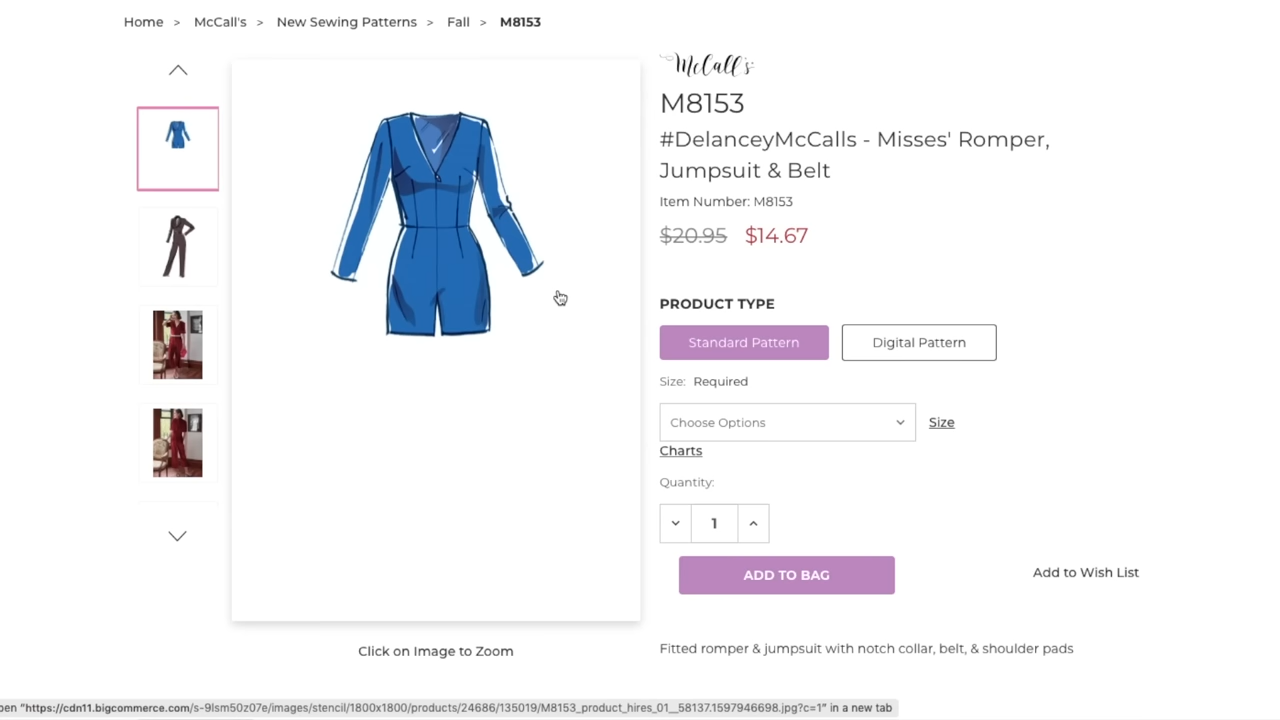 Home > McCall's > New Sewing Patterns > Fall > M8153
McCall's
M8153
#DelanceyMcCalls - Misses' Romper,
Jumpsuit & Belt
Item Number: M8153
$20.95 $14.67
PRODUCT TYPE
Standard Pattern Digital Pattern
Size: Required
Choose Options Size
Charts
Quantity:
1
ADD TO BAG Add to Wish List
Click on Image to Zoom
Fitted romper & jumpsuit with notch collar, belt, & shoulder pads
pen "https://cdn11.bigcommerce.com/s-9lsm50z07e/images/stencil/1800x1800/products/24686/135019/M8153_product_hires_01__58137.1597946698.jpg?c=1" in a new tab